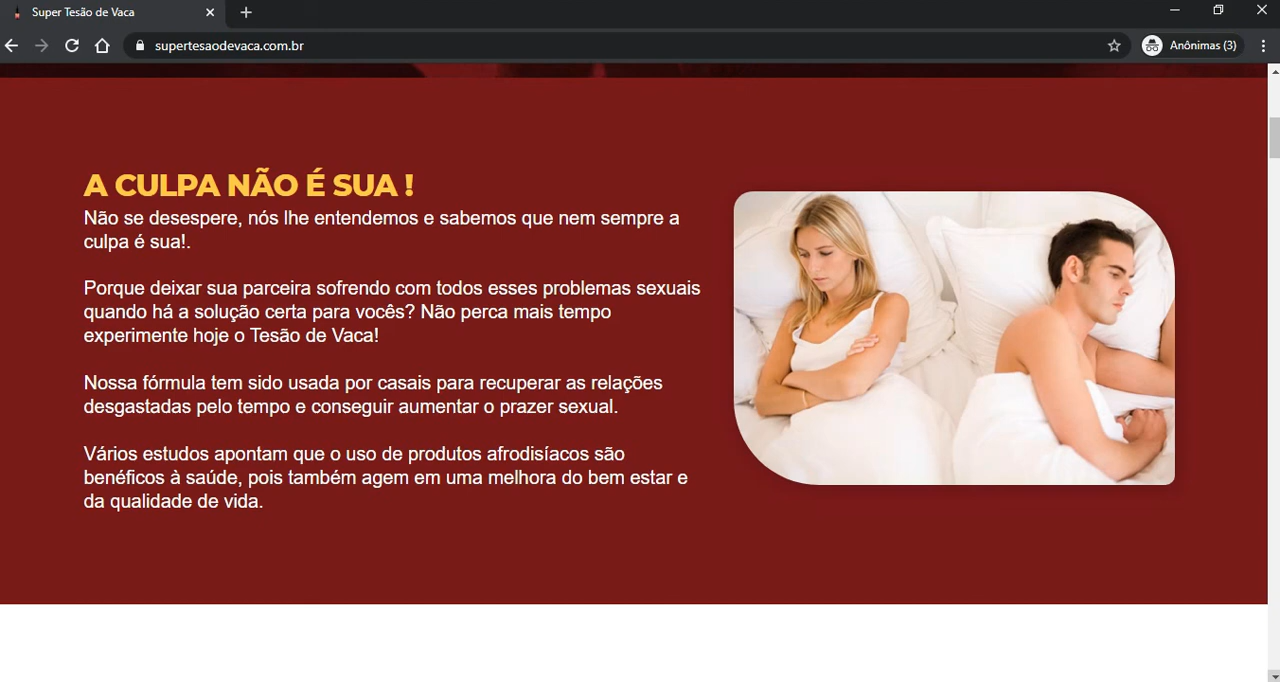 Super Tesão de Vaca
supertesaodevaca.com.br
Anônimas (3)
A CULPA NÃO É SUA !
Não se desespere, nós lhe entendemos e sabemos que nem sempre a
culpa é sua!.
Porque deixar sua parceira sofrendo com todos esses problemas sexuais
quando há a solução certa para vocês? Não perca mais tempo
experimente hoje o Tesão de Vaca!
Nossa fórmula tem sido usada por casais para recuperar as relações
desgastadas pelo tempo e conseguir aumentar o prazer sexual.
Vários estudos apontam que o uso de produtos afrodisíacos são
benéficos à saúde, pois também agem em uma melhora do bem estar e
da qualidade de vida.